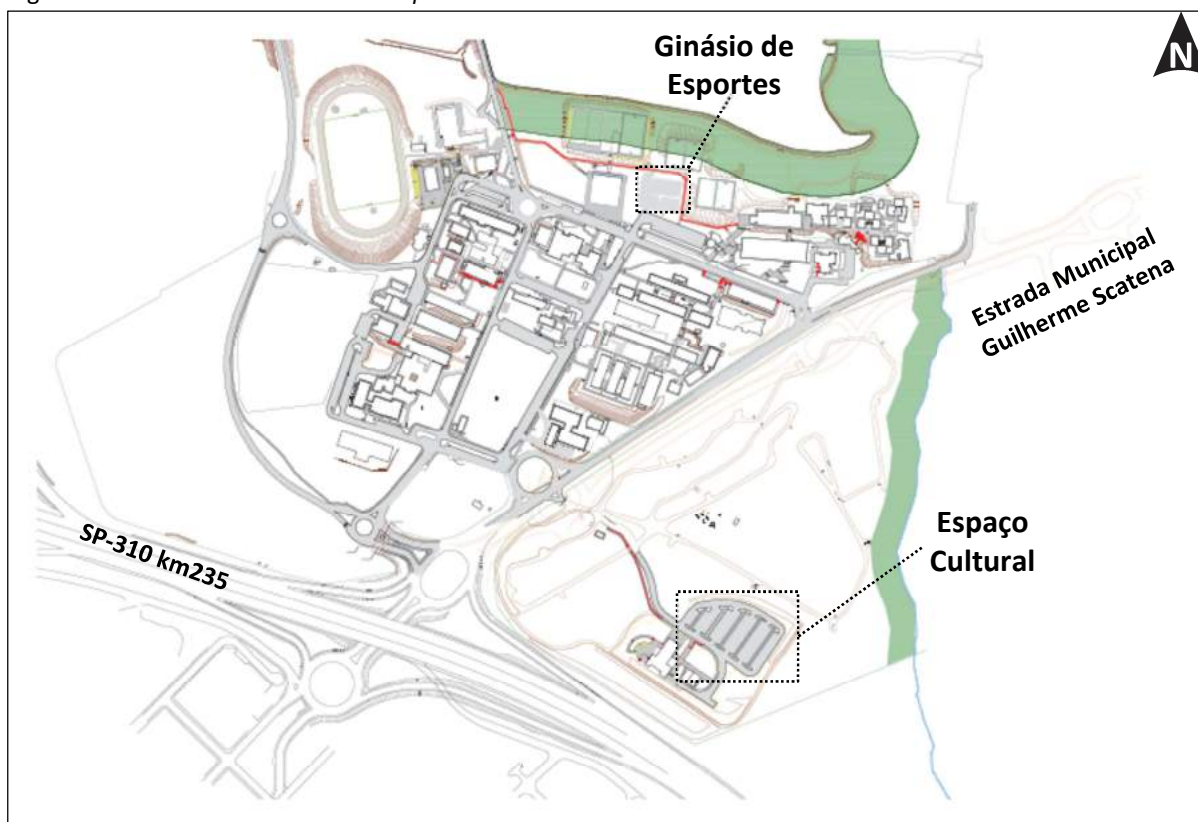 N
Ginásio de
Esportes
Estrada Municipal
Guilherme Scatena
Espaço
Cultural
SP-310 km235